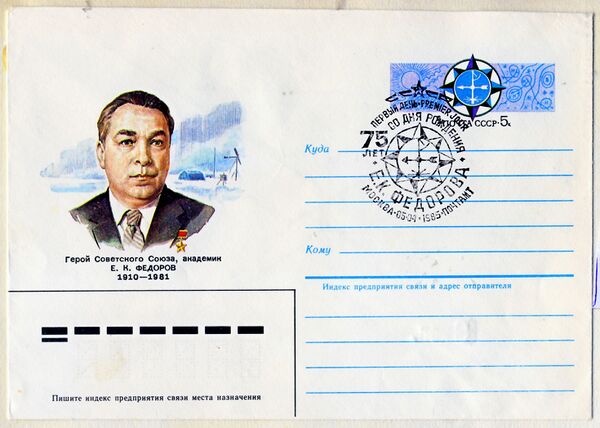 Герой Советского Союза, академик
Е. К. ФЕДОРОВ
1910—1981
Пишите индекс предприятия связи места назначения
ПОЧТА СССР·5к
ПЕРВЫЙ ДЕНЬ·PREMIER JOUR
СО ДНЯ РОЖДЕНИЯ
75
ЛЕТ
Е.К. ФЕДОРОВА
МОСКВА·05·04·1985·ПОЧТАМТ
Куда
Кому
Индекс предприятия связи и адрес отправителя